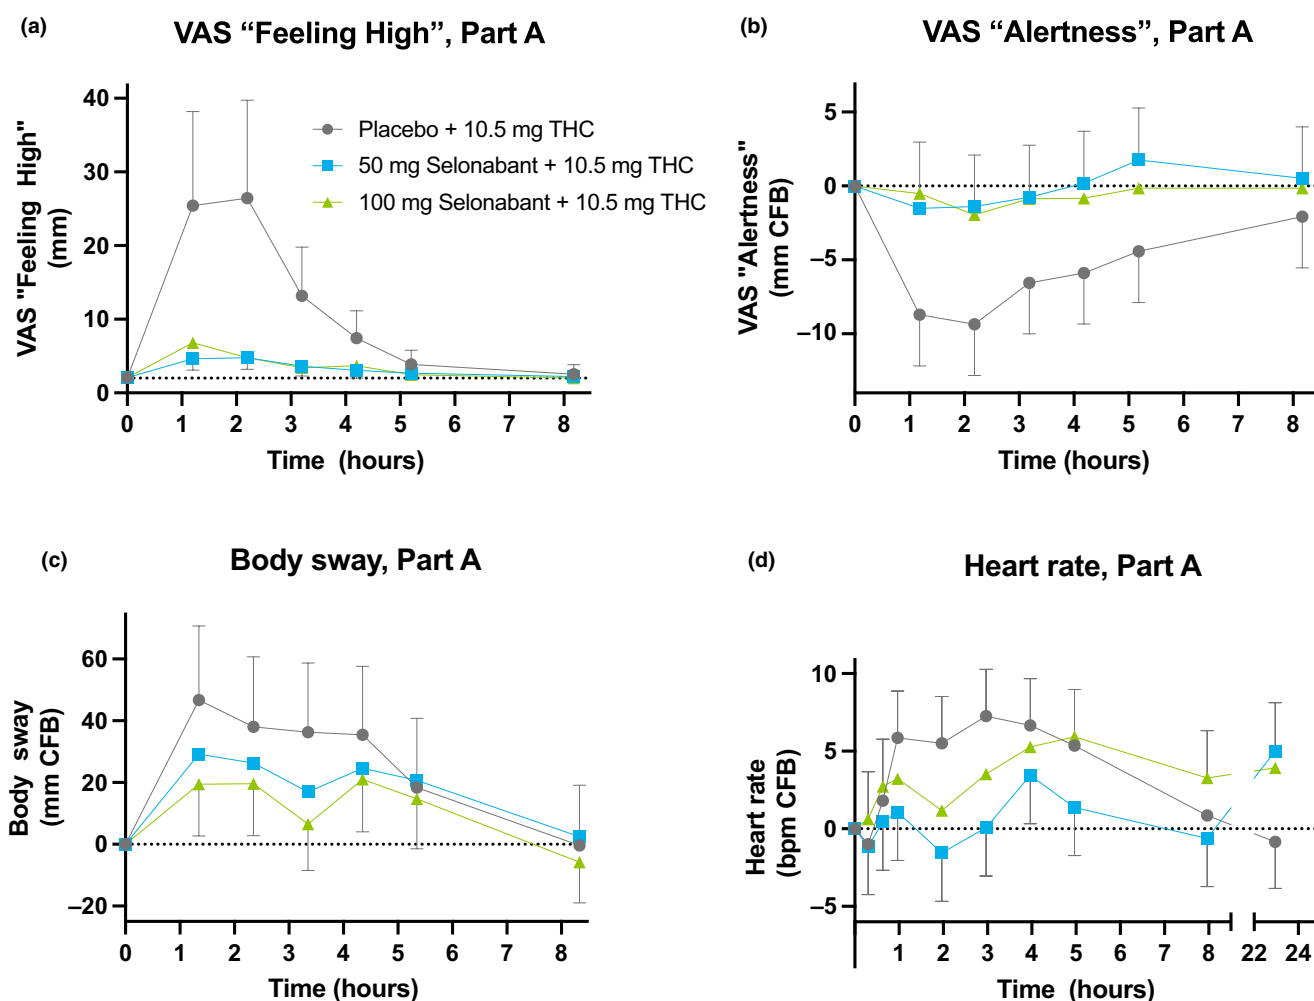 (a)
VAS “Feeling High”, Part A
VAS "Feeling High"
(mm)
40
30
20
10
0
Placebo + 10.5 mg THC
50 mg Selonabant + 10.5 mg THC
100 mg Selonabant + 10.5 mg THC
0 1 2 3 4 5 6 7 8
Time (hours)
(b)
VAS “Alertness”, Part A
VAS "Alertness"
(mm CFB)
5
0
–5
–10
0 1 2 3 4 5 6 7 8
Time (hours)
(c)
Body sway, Part A
Body sway
(mm CFB)
60
40
20
0
–20
0 1 2 3 4 5 6 7 8
Time (hours)
(d)
Heart rate, Part A
Heart rate
(bpm CFB)
10
5
0
–5
1 2 3 4 5 6 7 8 22 24
Time (hours)